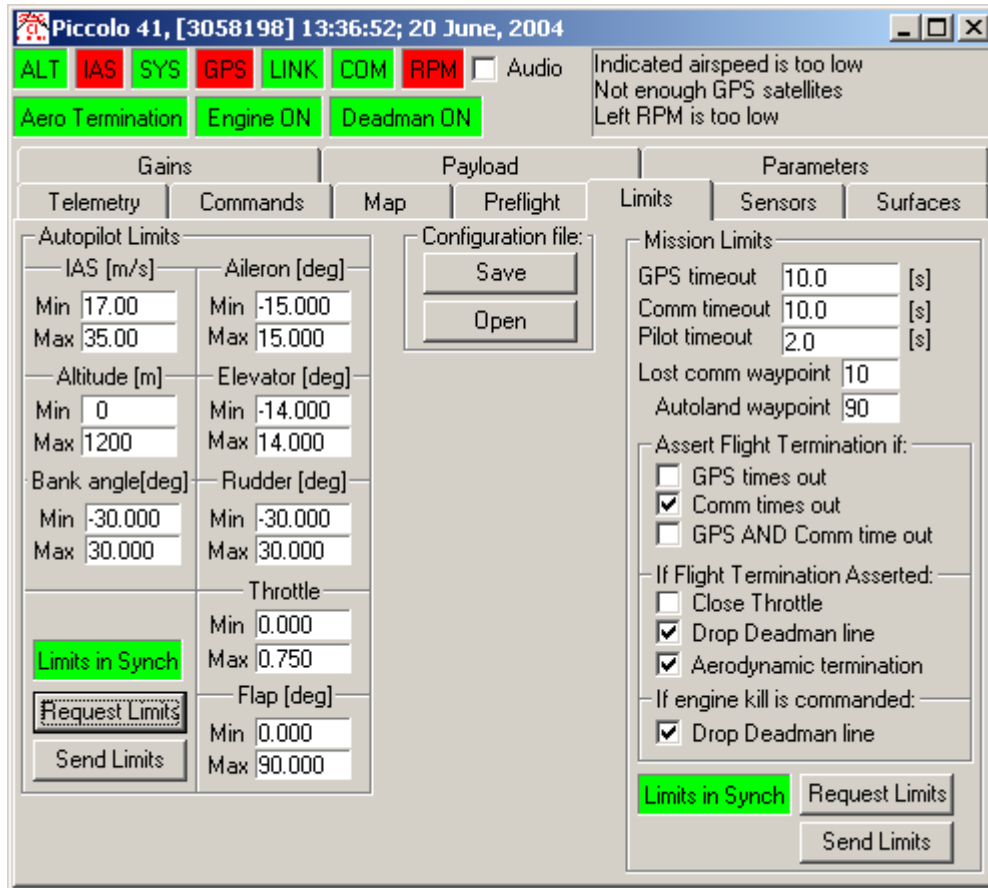 Piccolo 41, [3058198] 13:36:52; 20 June, 2004
ALT IAS SYS GPS LINK COM RPM Audio
Aero Termination Engine ON Deadman ON
Indicated airspeed is too low
Not enough GPS satellites
Left RPM is too low
Gains Payload Parameters
Telemetry Commands Map Preflight Limits Sensors Surfaces
Autopilot Limits
IAS [m/s]
Min 17.00
Max 35.00
Altitude [m]
Min 0
Max 1200
Bank angle[deg]
Min -30.000
Max 30.000
Limits in Synch
Request Limits
Send Limits
Aileron [deg]
Min -15.000
Max 15.000
Elevator [deg]
Min -14.000
Max 14.000
Rudder [deg]
Min -30.000
Max 30.000
Throttle
Min 0.000
Max 0.750
Flap [deg]
Min 0.000
Max 90.000
Configuration file:
Save
Open
Mission Limits
GPS timeout 10.0 [s]
Comm timeout 10.0 [s]
Pilot timeout 2.0 [s]
Lost comm waypoint 10
Autoland waypoint 90
Assert Flight Termination if:
GPS times out
Comm times out
GPS AND Comm time out
If Flight Termination Asserted:
Close Throttle
Drop Deadman line
Aerodynamic termination
If engine kill is commanded:
Drop Deadman line
Limits in Synch Request Limits
Send Limits